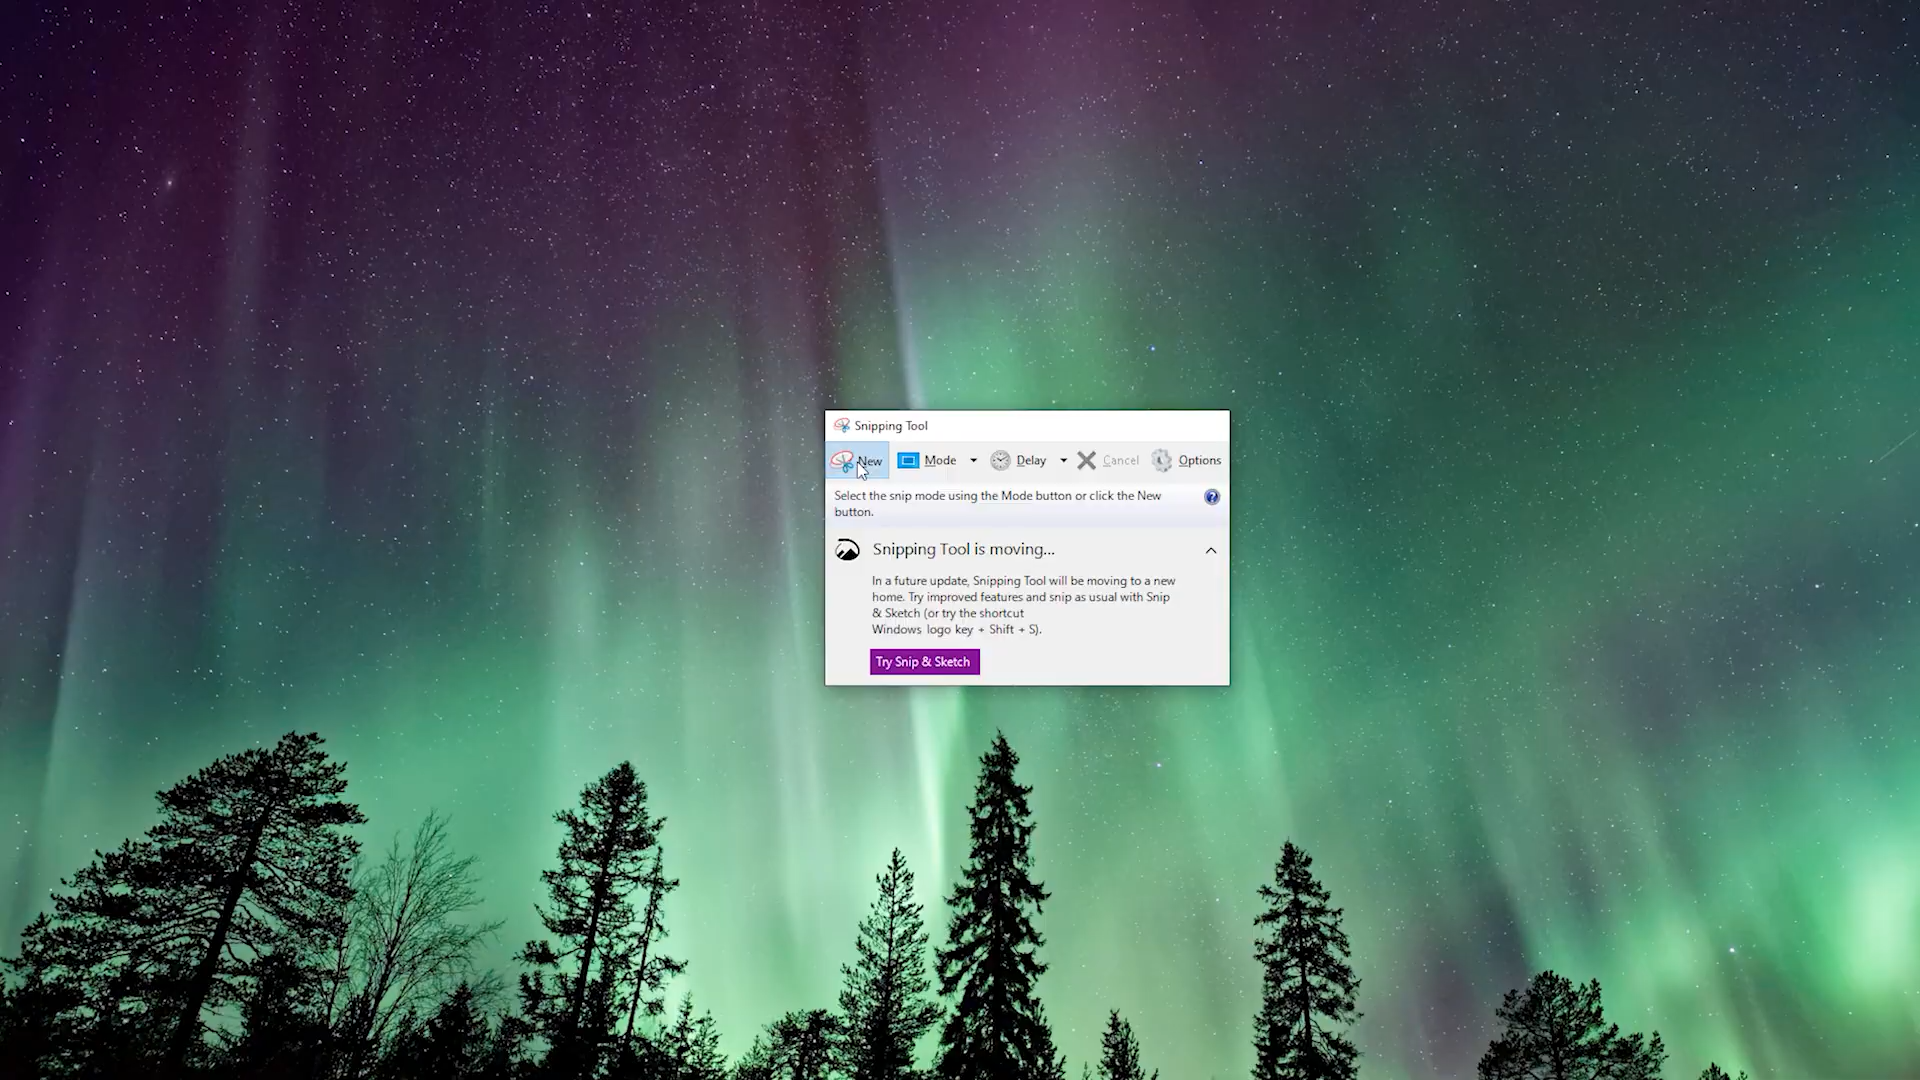 Snipping Tool
New Mode Delay Cancel Options
Select the snip mode using the Mode button or click the New
button.
Snipping Tool is moving...
In a future update, Snipping Tool will be moving to a new
home. Try improved features and snip as usual with Snip
& Sketch (or try the shortcut
Windows logo key + Shift + S).
Try Snip & Sketch